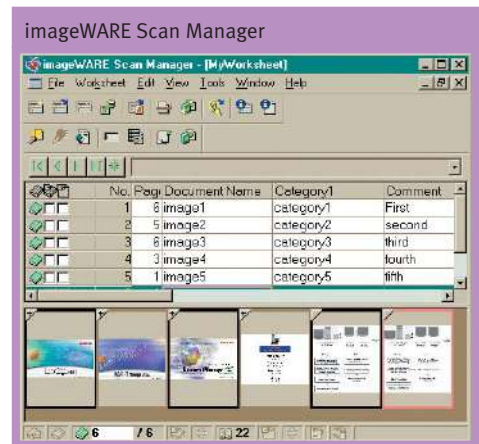 imageWARE Scan Manager
imageWARE Scan Manager - [MyWorksheet]
File Worksheet Edit View Tools Window Help
No. Page Document Name Category1 Comment
1 6 image1 category1 First
2 5 image2 category2 second
3 6 image3 category3 third
4 3 image4 category4 fourth
5 1 image5 category5 fifth
6 / 6 22